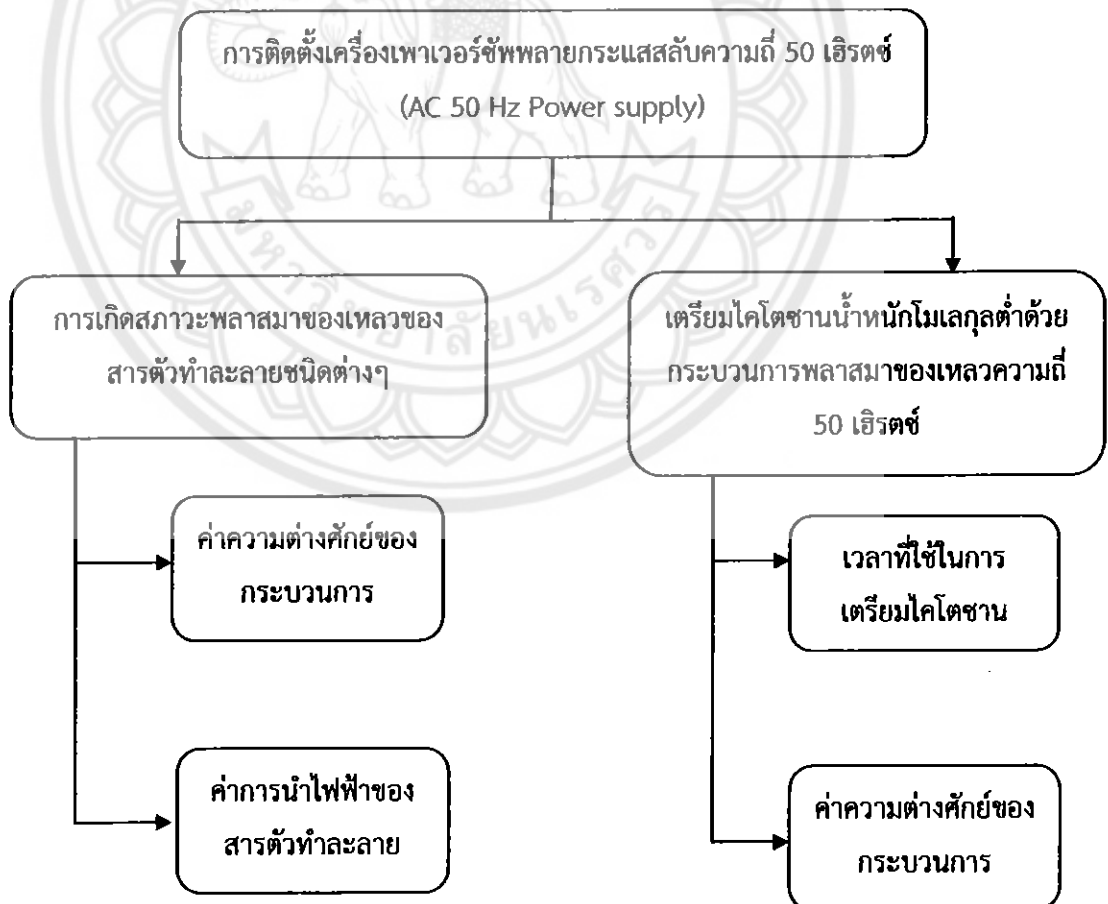 การติดตั้งเครื่องเพาเวอร์ซัพพลายกระแสสลับความถี่ 50 เฮิรตซ์
(AC 50 Hz Power supply)
การเกิดสภาวะพลาสมาของเหลวของ
สารตัวทำละลายชนิดต่างๆ
เตรียมไคโตซานน้ำหนักโมเลกุลต่ำด้วย
กระบวนการพลาสมาของเหลวความถี่
50 เฮิรตซ์
ค่าความต่างศักย์ของ
กระบวนการ
เวลาที่ใช้ในการ
เตรียมไคโตซาน
ค่าการนำไฟฟ้าของ
สารตัวทำละลาย
ค่าความต่างศักย์ของ
กระบวนการ